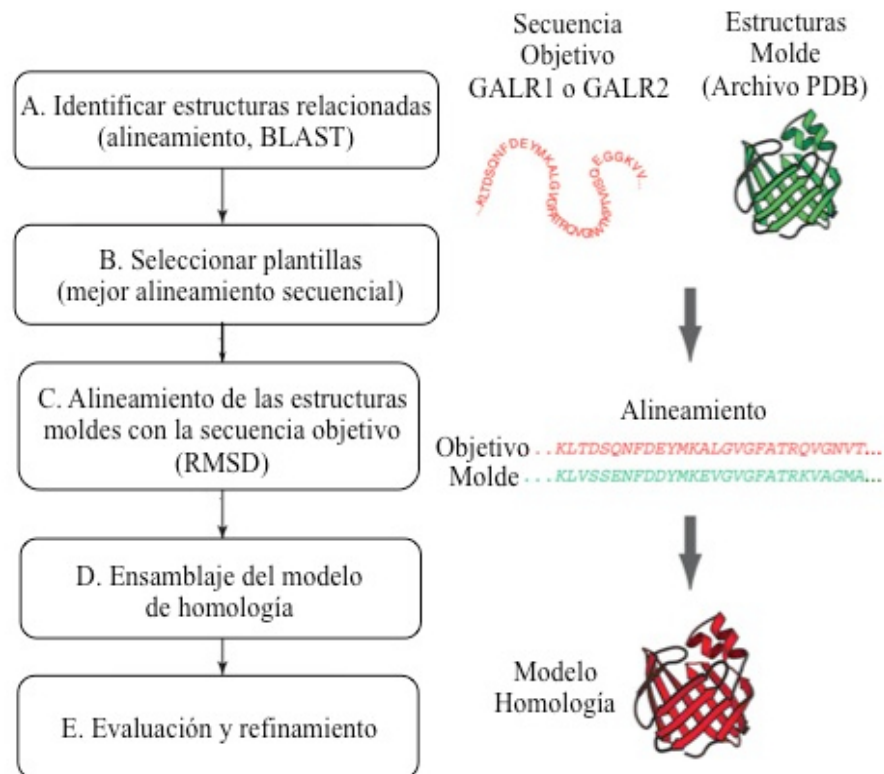 A. Identificar estructuras relacionadas
(alineamiento, BLAST)
B. Seleccionar plantillas
(mejor alineamiento secuencial)
C. Alineamiento de las estructuras
moldes con la secuencia objetivo
(RMSD)
D. Ensamblaje del modelo
de homología
E. Evaluación y refinamiento
Secuencia
Objetivo
GALR1 o GALR2
Estructuras
Molde
(Archivo PDB)
...KLTDSQNFDEYMKALG
EGGKVV...
Alineamiento
Objetivo ...KLTDSQNFDEYMKALGVGFATRQVGNVT...
Molde ...KLVSSENFDDYMKEVGVGFATRKVAGMA...
Modelo
Homología